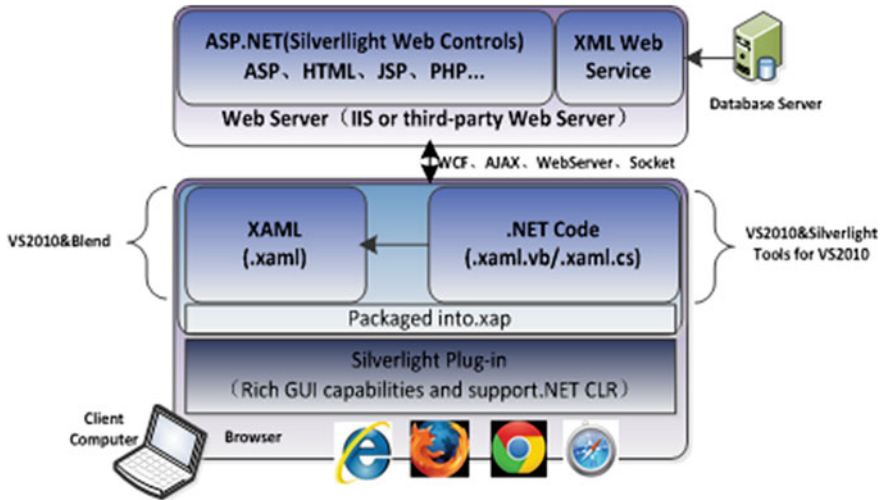 ASP.NET(Silverllight Web Controls)
ASP、HTML、JSP、PHP...
XML Web
Service
Web Server（IIS or third-party Web Server）
Database Server
WCF、AJAX、WebServer、Socket
VS2010&Blend
XAML
(.xaml)
.NET Code
(.xaml.vb/.xaml.cs)
VS2010&Silverlight
Tools for VS2010
Packaged into.xap
Silverlight Plug-in
（Rich GUI capabilities and support.NET CLR）
Client
Computer
Browser